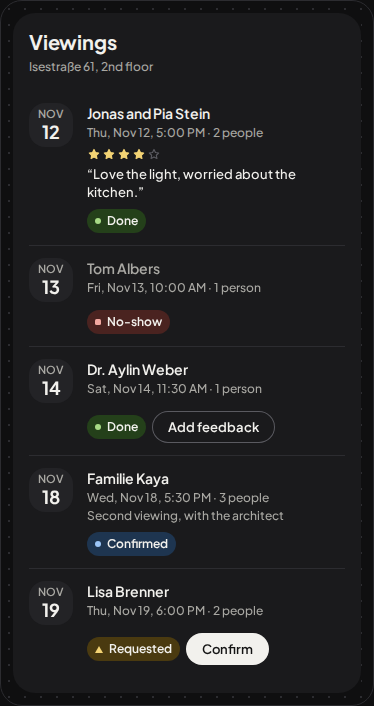 Viewings
Isestraße 61, 2nd floor
NOV
12
Jonas and Pia Stein
Thu, Nov 12, 5:00 PM · 2 people
“Love the light, worried about the
kitchen.”
Done
NOV
13
Tom Albers
Fri, Nov 13, 10:00 AM · 1 person
No-show
NOV
14
Dr. Aylin Weber
Sat, Nov 14, 11:30 AM · 1 person
Done
Add feedback
NOV
18
Familie Kaya
Wed, Nov 18, 5:30 PM · 3 people
Second viewing, with the architect
Confirmed
NOV
19
Lisa Brenner
Thu, Nov 19, 6:00 PM · 2 people
Requested
Confirm